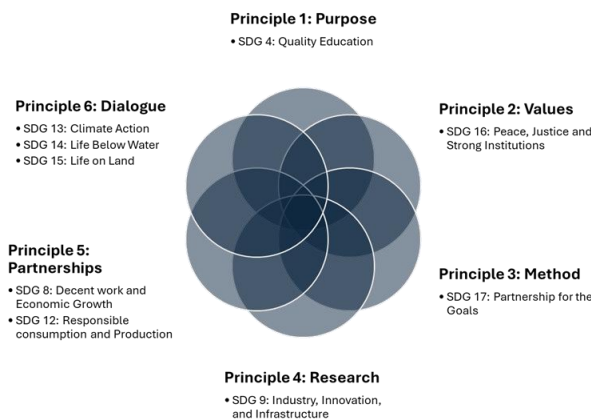 Principle 1: Purpose
• SDG 4: Quality Education
Principle 2: Values
• SDG 16: Peace, Justice and
Strong Institutions
Principle 3: Method
• SDG 17: Partnership for the
Goals
Principle 4: Research
• SDG 9: Industry, Innovation,
and Infrastructure
Principle 5:
Partnerships
• SDG 8: Decent work and
Economic Growth
• SDG 12: Responsible
consumption and Production
Principle 6: Dialogue
• SDG 13: Climate Action
• SDG 14: Life Below Water
• SDG 15: Life on Land